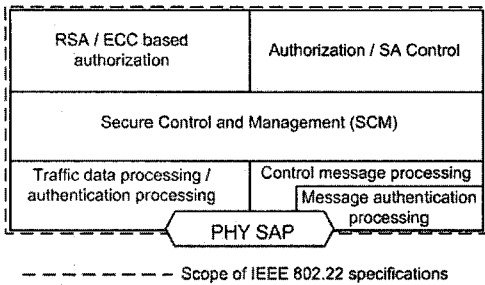 RSA / ECC based
authorization
Authorization / SA Control
Secure Control and Management (SCM)
Traffic data processing /
authentication processing
Control message processing
Message authentication
processing
PHY SAP
Scope of IEEE 802.22 specifications